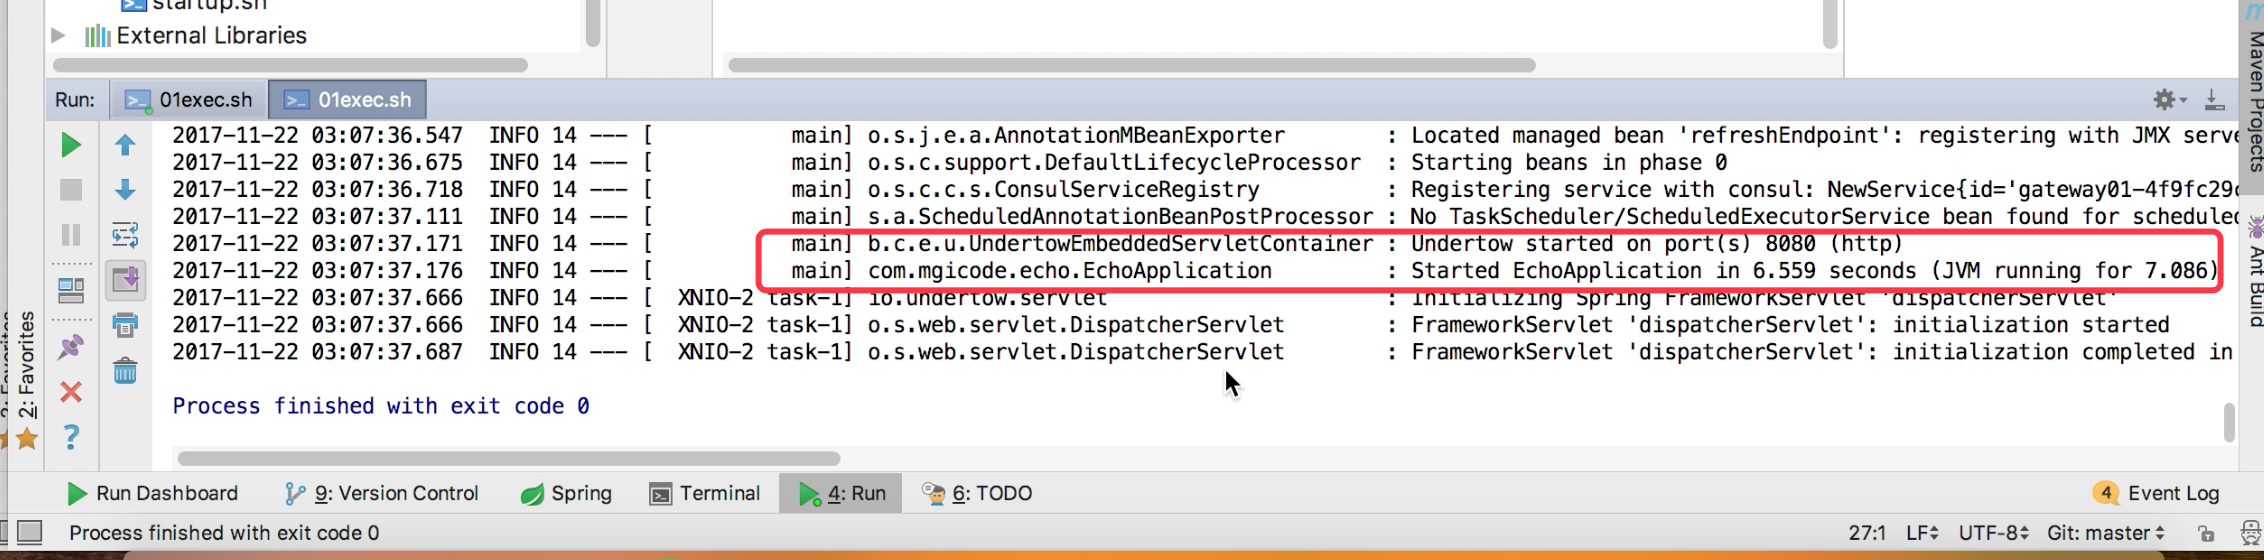 startup.sh
External Libraries
Run: 01exec.sh 01exec.sh
2017-11-22 03:07:36.547  INFO 14 --- [           main] o.s.j.e.a.AnnotationMBeanExporter        : Located managed bean 'refreshEndpoint': registering with JMX serve
2017-11-22 03:07:36.675  INFO 14 --- [           main] o.s.c.support.DefaultLifecycleProcessor  : Starting beans in phase 0
2017-11-22 03:07:36.718  INFO 14 --- [           main] o.s.c.c.s.ConsulServiceRegistry          : Registering service with consul: NewService{id='gateway01-4f9fc29c
2017-11-22 03:07:37.111  INFO 14 --- [           main] s.a.ScheduledAnnotationBeanPostProcessor : No TaskScheduler/ScheduledExecutorService bean found for scheduled
2017-11-22 03:07:37.171  INFO 14 --- [           main] b.c.e.u.UndertowEmbeddedServletContainer : Undertow started on port(s) 8080 (http)
2017-11-22 03:07:37.176  INFO 14 --- [           main] com.mgicode.echo.EchoApplication         : Started EchoApplication in 6.559 seconds (JVM running for 7.086)
2017-11-22 03:07:37.666  INFO 14 --- [  XNIO-2 task-1] io.undertow.servlet                      : Initializing Spring FrameworkServlet 'dispatcherServlet'
2017-11-22 03:07:37.666  INFO 14 --- [  XNIO-2 task-1] o.s.web.servlet.DispatcherServlet        : FrameworkServlet 'dispatcherServlet': initialization started
2017-11-22 03:07:37.687  INFO 14 --- [  XNIO-2 task-1] o.s.web.servlet.DispatcherServlet        : FrameworkServlet 'dispatcherServlet': initialization completed in
Process finished with exit code 0
2: Favorites
2: Favorites
Maven Projects
Ant Build
Run Dashboard 9: Version Control Spring Terminal 4: Run 6: TODO 4 Event Log
Process finished with exit code 0 27:1 LF UTF-8 Git: master